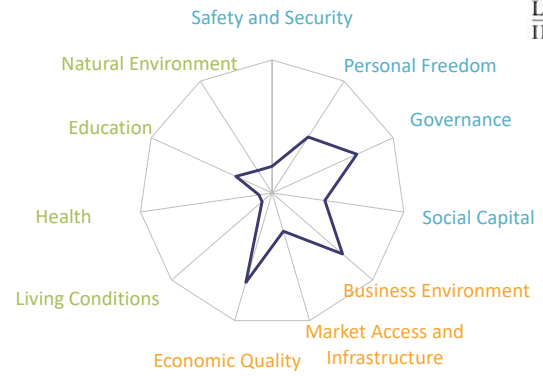 Safety and Security
Natural Environment
Personal Freedom
Education
Governance
Health
Social Capital
Living Conditions
Business Environment
Market Access and
Infrastructure
Economic Quality